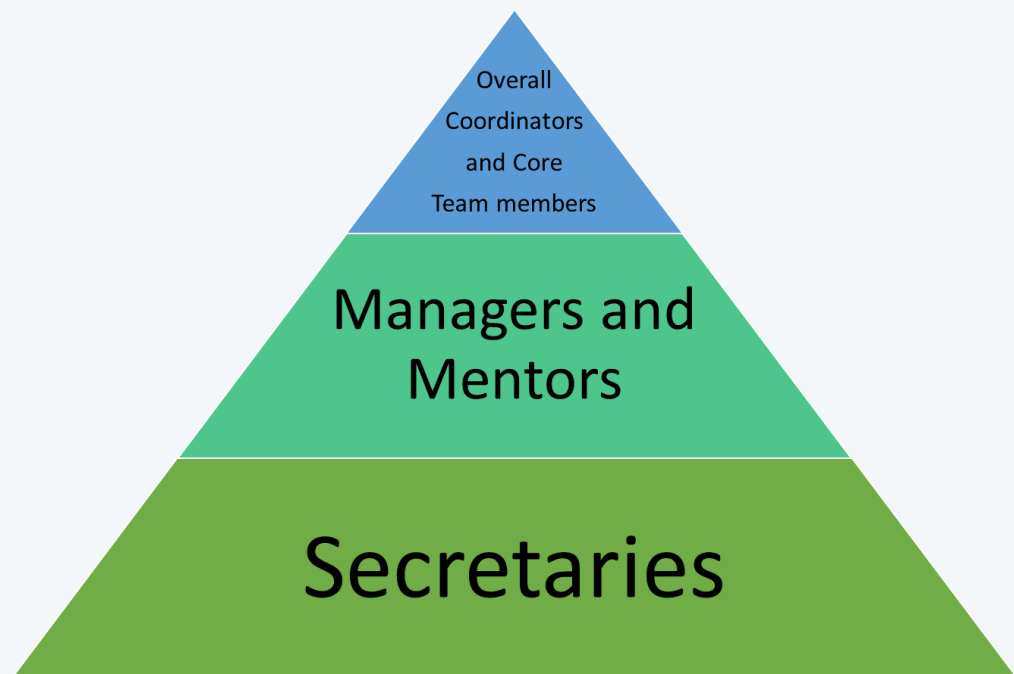 Overall
Coordinators
and Core
Team members
Managers and
Mentors
Secretaries